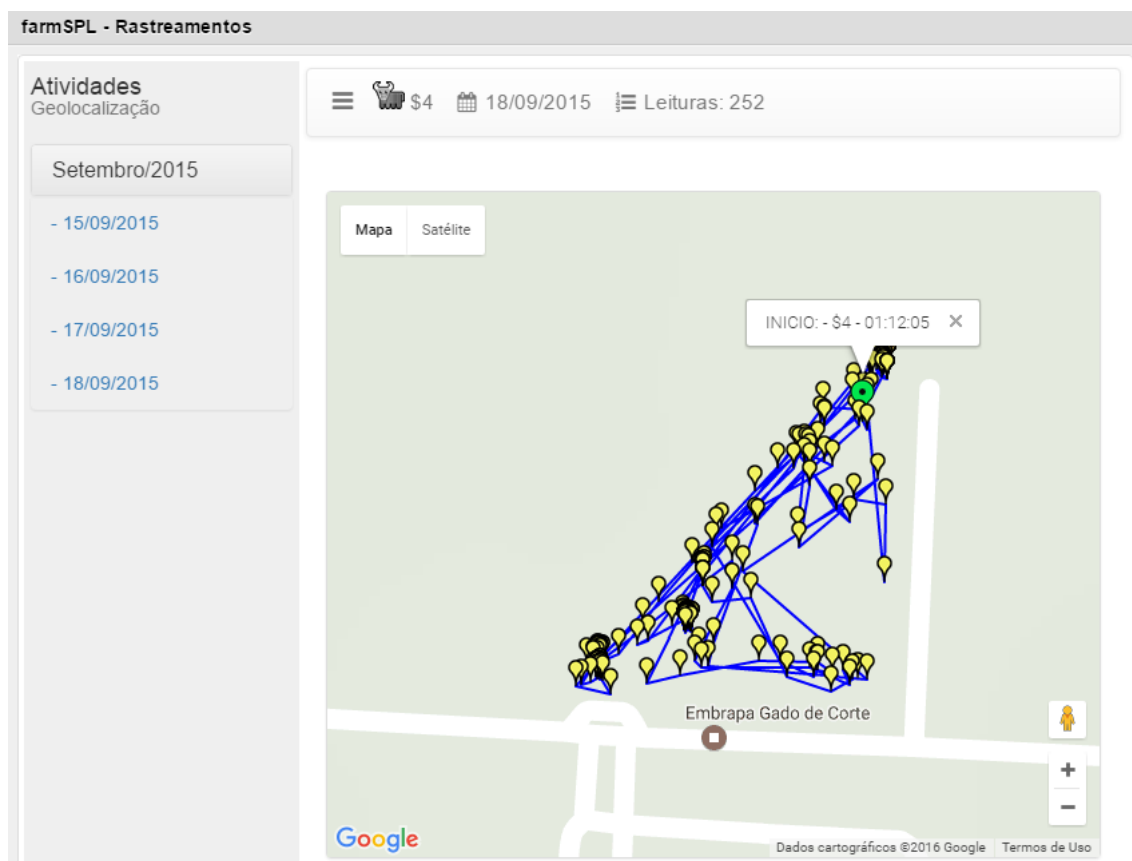 farmSPL - Rastreamentos
Atividades
Geolocalização
Setembro/2015
- 15/09/2015
- 16/09/2015
- 17/09/2015
- 18/09/2015
$4 18/09/2015 Leituras: 252
Mapa Satélite
INICIO: - $4 - 01:12:05 ×
Embrapa Gado de Corte
+
−
Google
Dados cartográficos ©2016 Google Termos de Uso